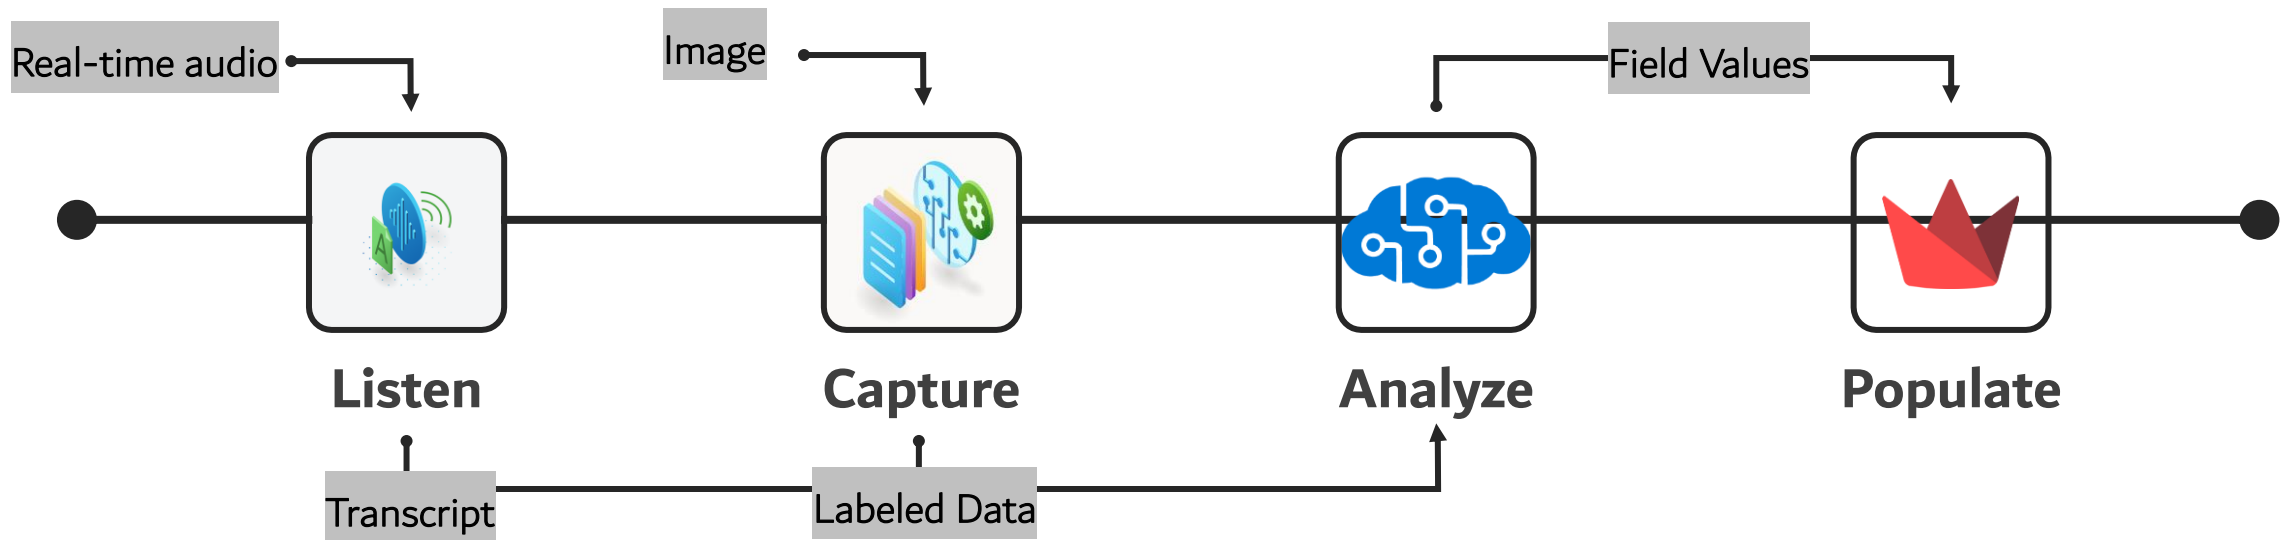 Real-time audio
Image
Field Values
A
Listen
Capture
Analyze
Populate
Transcript
Labeled Data